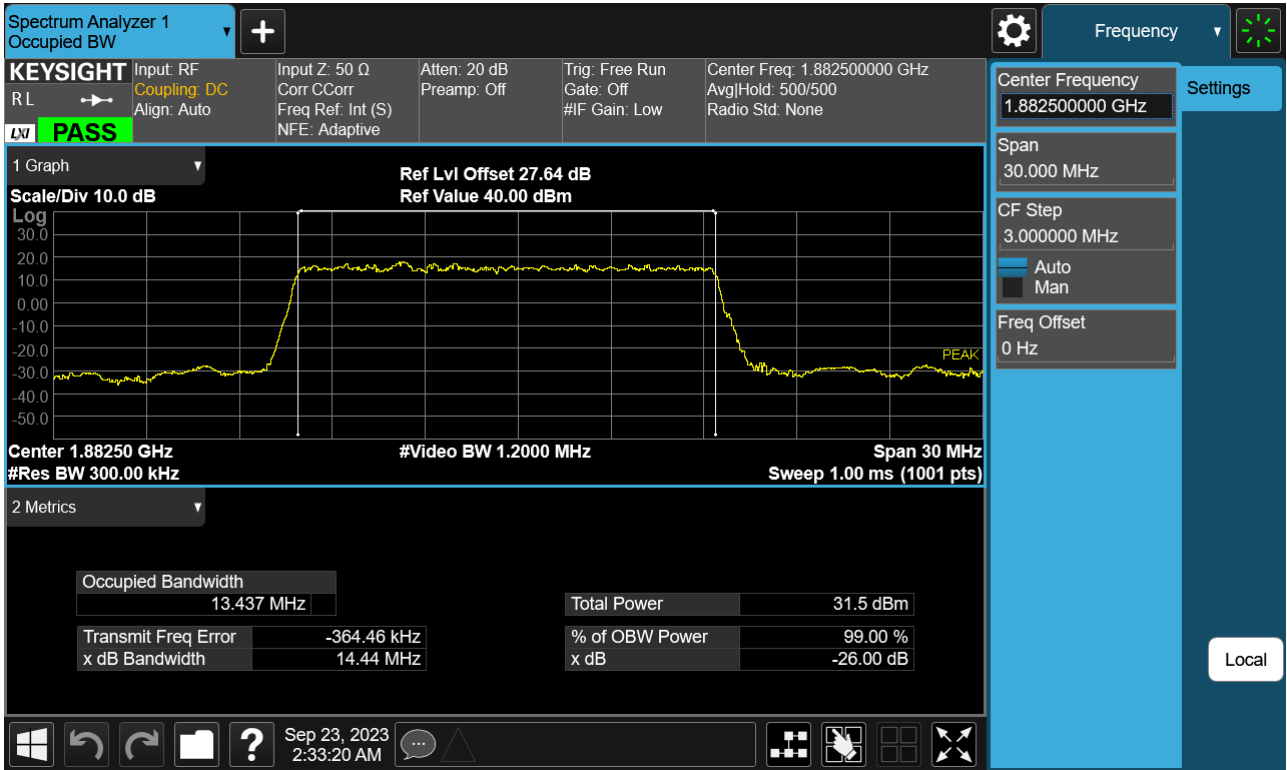 Spectrum Analyzer 1
Occupied BW
+
Frequency
KEYSIGHT
R L
LXI PASS
Input: RF
Coupling: DC
Align: Auto
Input Z: 50 Ω
Corr CCorr
Freq Ref: Int (S)
NFE: Adaptive
Atten: 20 dB
Preamp: Off
Trig: Free Run
Gate: Off
#IF Gain: Low
Center Freq: 1.882500000 GHz
Avg|Hold: 500/500
Radio Std: None
Center Frequency
1.882500000 GHz
Settings
Span
30.000 MHz
CF Step
3.000000 MHz
Auto
Man
Freq Offset
0 Hz
1 Graph
Scale/Div 10.0 dB
Ref Lvl Offset 27.64 dB
Ref Value 40.00 dBm
Log
30.0
20.0
10.0
0.00
-10.0
-20.0
-30.0
-40.0
-50.0
PEAK
Center 1.88250 GHz
#Video BW 1.2000 MHz
Span 30 MHz
#Res BW 300.00 kHz
Sweep 1.00 ms (1001 pts)
2 Metrics
Occupied Bandwidth
13.437 MHz
Total Power 31.5 dBm
Transmit Freq Error -364.46 kHz
% of OBW Power 99.00 %
x dB Bandwidth 14.44 MHz
x dB -26.00 dB
Local
?
Sep 23, 2023
2:33:20 AM